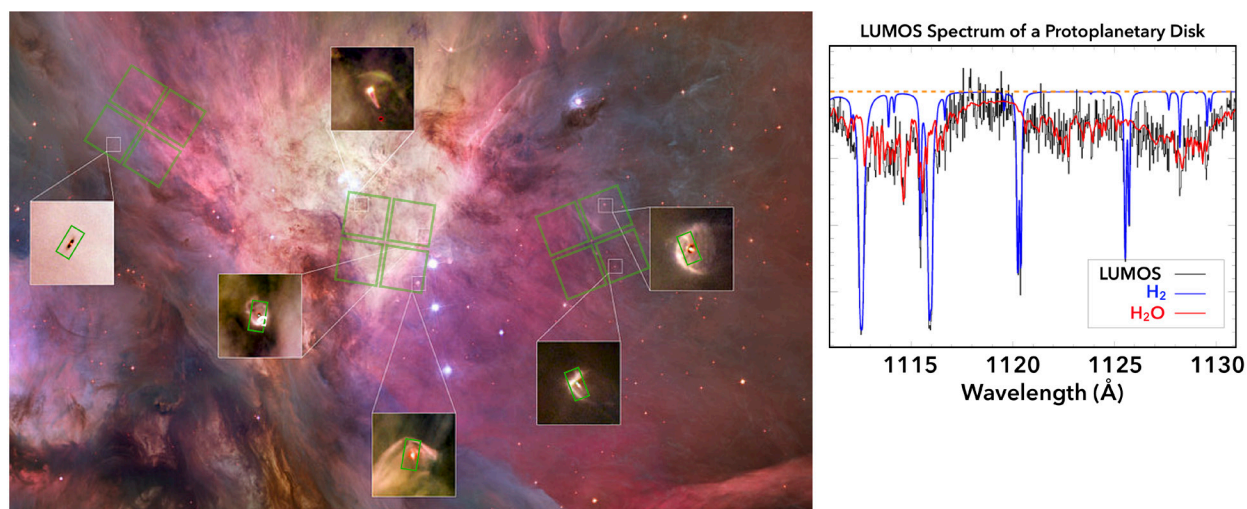 LUMOS Spectrum of a Protoplanetary Disk
LUMOS
H₂
H₂O
1115 1120 1125 1130
Wavelength (Å)